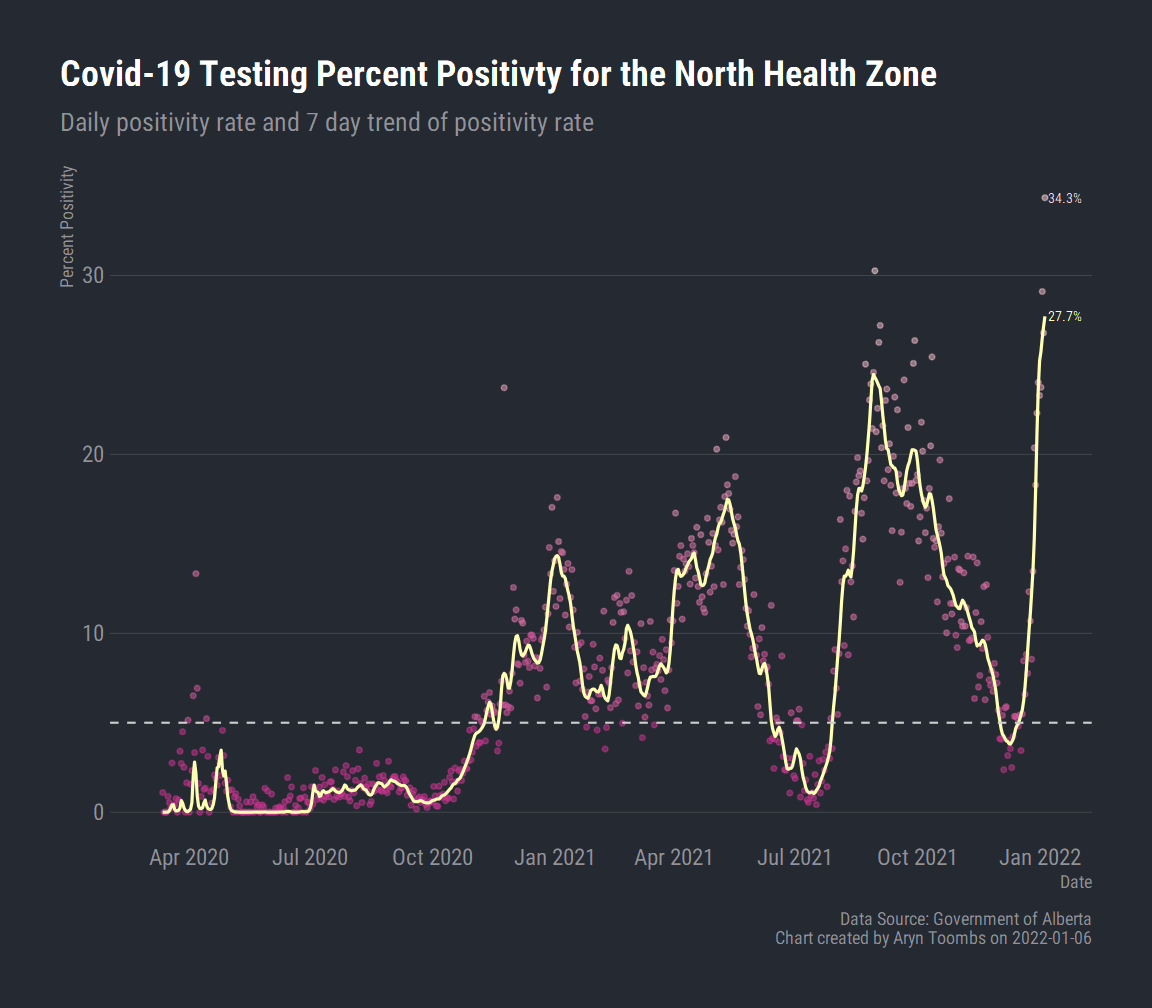 Covid-19 Testing Percent Positivty for the North Health Zone
Daily positivity rate and 7 day trend of positivity rate
Percent Positivity
34.3%
30
27.7%
20
10
0
Apr 2020 Jul 2020 Oct 2020 Jan 2021 Apr 2021 Jul 2021 Oct 2021 Jan 2022
Date
Data Source: Government of Alberta
Chart created by Aryn Toombs on 2022-01-06